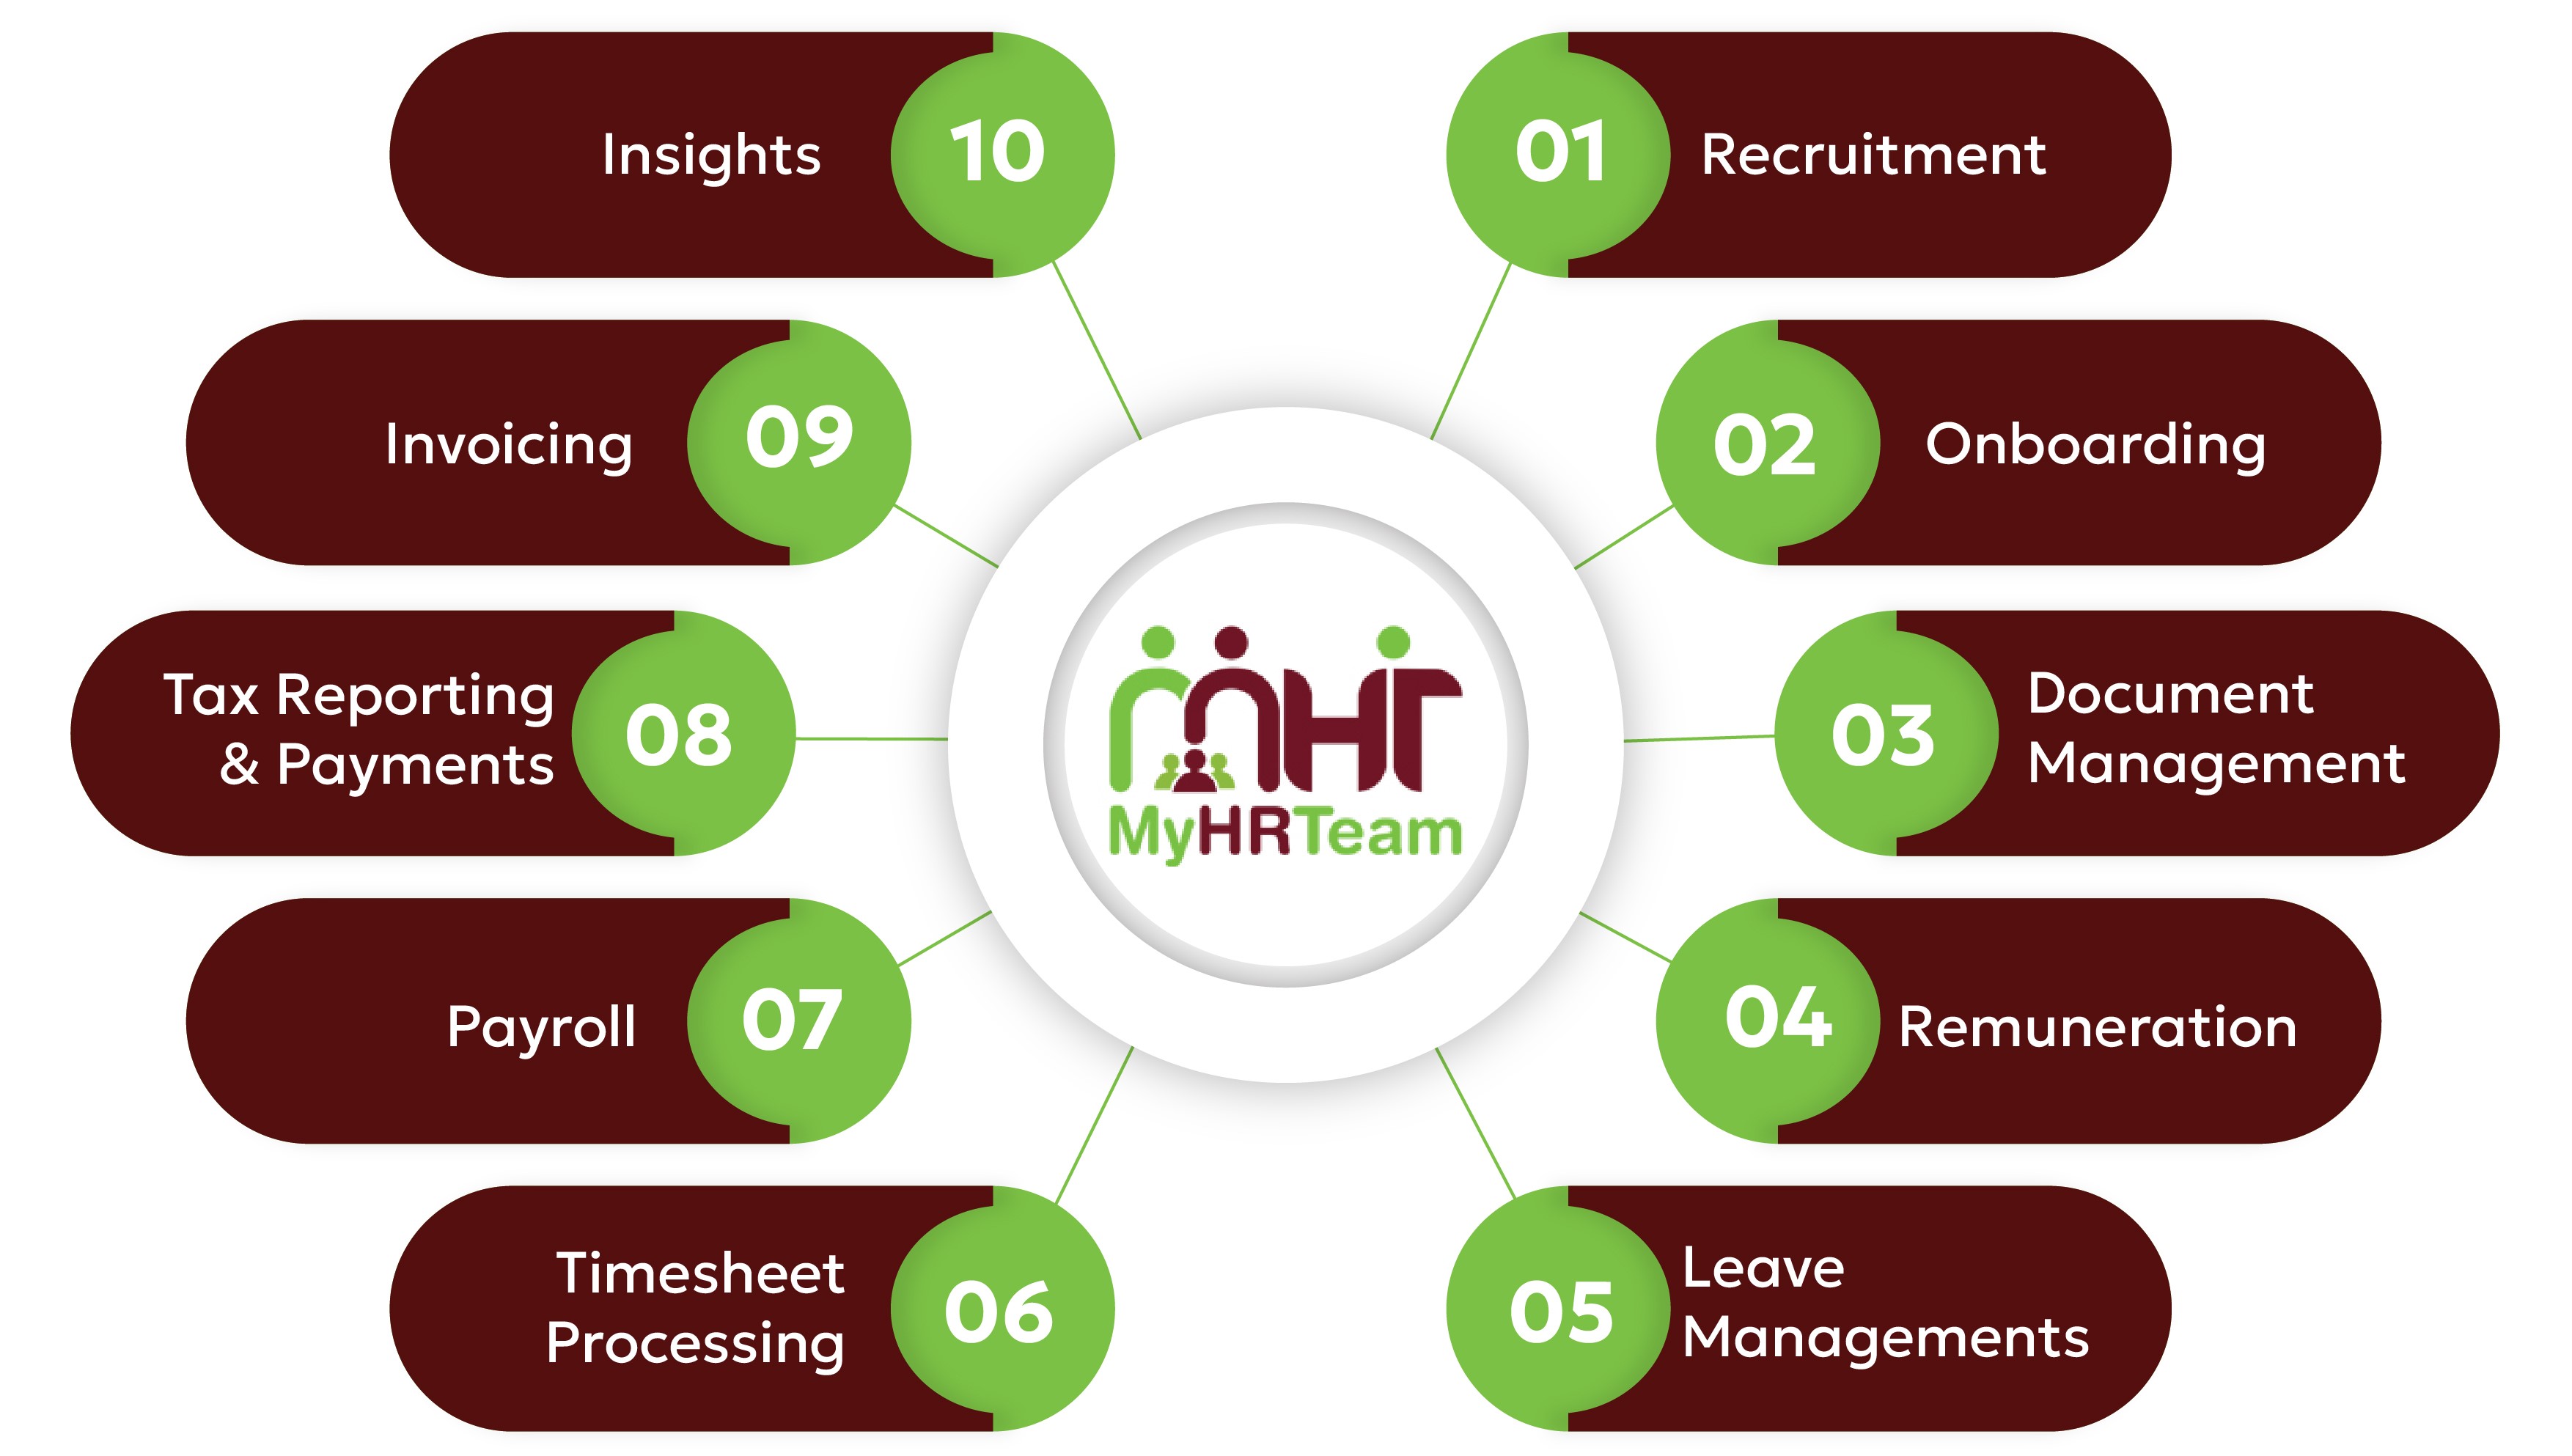 10
Insights
01
Recruitment
09
Invoicing
02
Onboarding
08
Tax Reporting
& Payments
03
Document
Management
MHr
MyHRTeam
07
Payroll
04
Remuneration
06
Timesheet
Processing
05
Leave
Managements